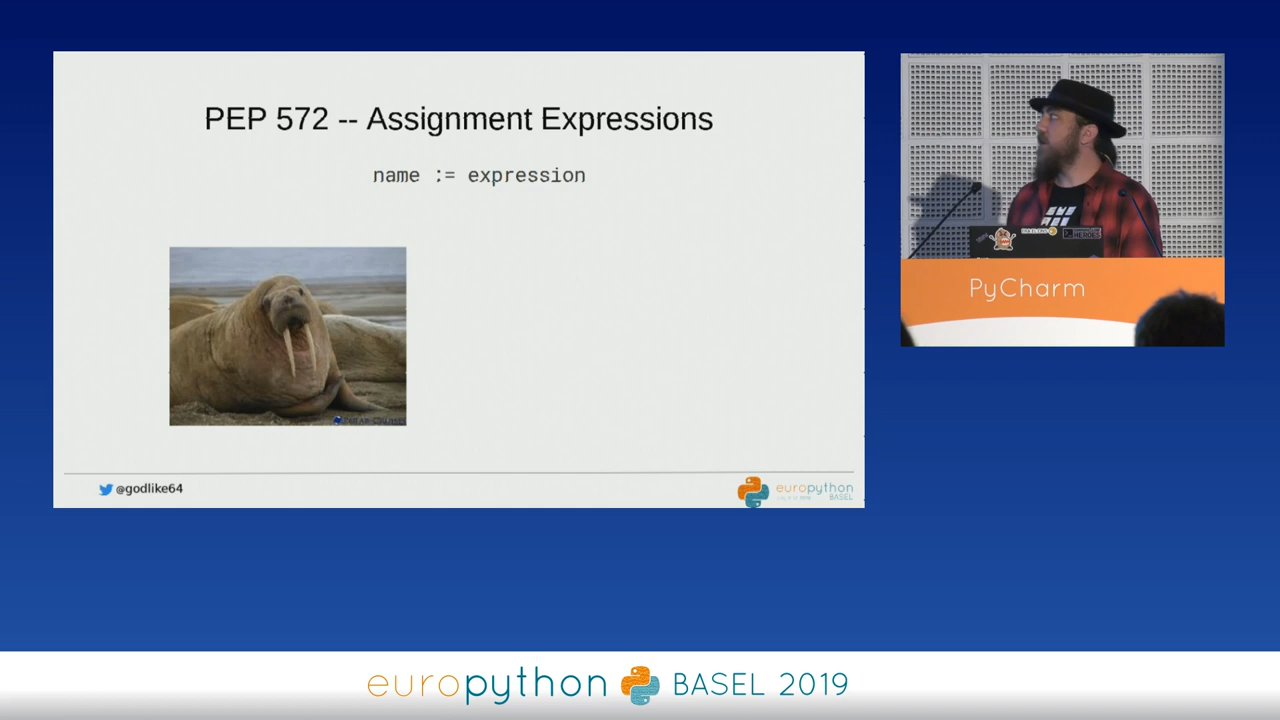 PEP 572 -- Assignment Expressions
name := expression
@godlike64
europython
BASEL
PyCharm
europython BASEL 2019